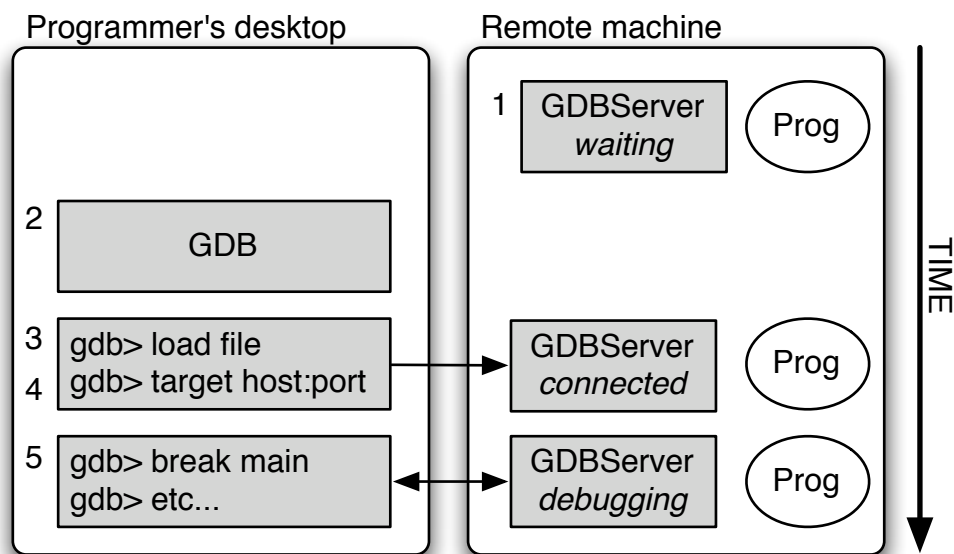 Programmer's desktop
Remote machine
1
GDBServer
waiting
Prog
2
GDB
TIME
3
gdb> load file
4
gdb> target host:port
GDBServer
connected
Prog
5
gdb> break main
gdb> etc...
GDBServer
debugging
Prog